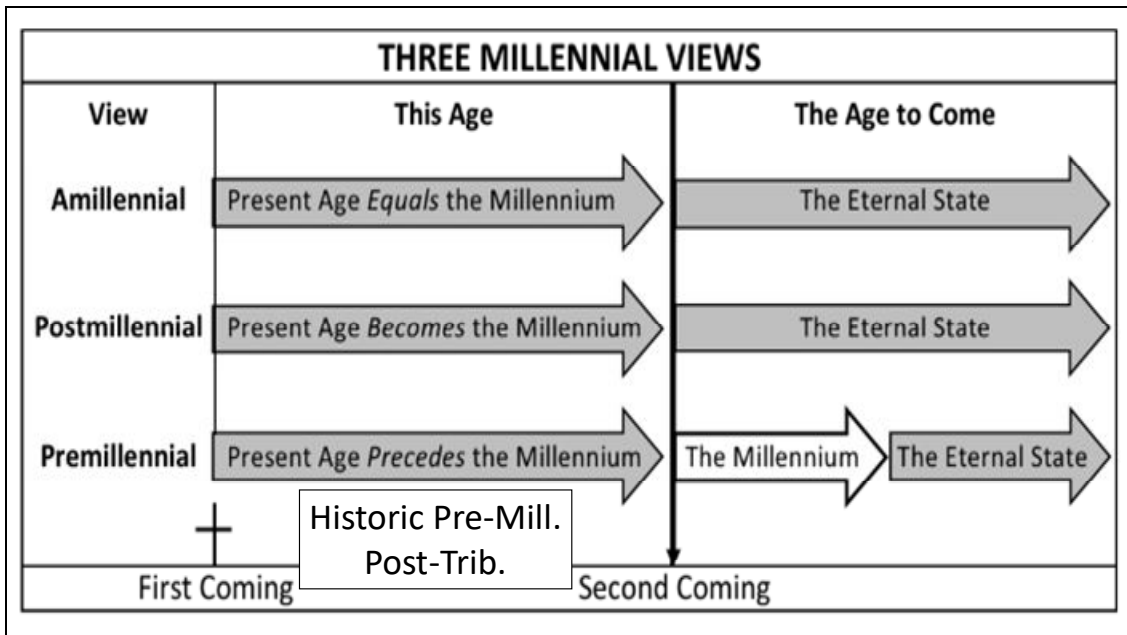 THREE MILLENNIAL VIEWS
View This Age The Age to Come
Amillennial Present Age Equals the Millennium The Eternal State
Postmillennial Present Age Becomes the Millennium The Eternal State
Premillennial Present Age Precedes the Millennium The Millennium The Eternal State
Historic Pre-Mill.
Post-Trib.
First Coming Second Coming